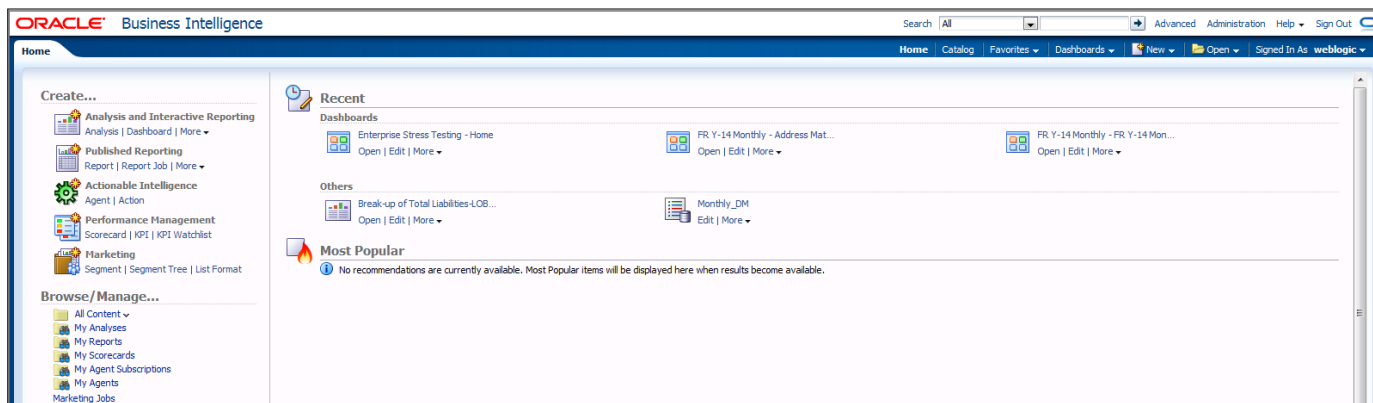 ORACLE Business Intelligence
Search All Advanced Administration Help Sign Out
Home
Home Catalog Favorites Dashboards New Open Signed In As weblogic
Create...
Analysis and Interactive Reporting
Analysis | Dashboard | More
Published Reporting
Report | Report Job | More
Actionable Intelligence
Agent | Action
Performance Management
Scorecard | KPI | KPI Watchlist
Marketing
Segment | Segment Tree | List Format
Browse/Manage...
All Content
My Analyses
My Reports
My Scorecards
My Agent Subscriptions
My Agents
Marketing Jobs
Recent
Dashboards
Enterprise Stress Testing - Home
Open | Edit | More
FR Y-14 Monthly - Address Mat...
Open | Edit | More
FR Y-14 Monthly - FR Y-14 Mon...
Open | Edit | More
Others
Break-up of Total Liabilities-LOB...
Open | Edit | More
Monthly_DM
Edit | More
Most Popular
No recommendations are currently available. Most Popular items will be displayed here when results become available.